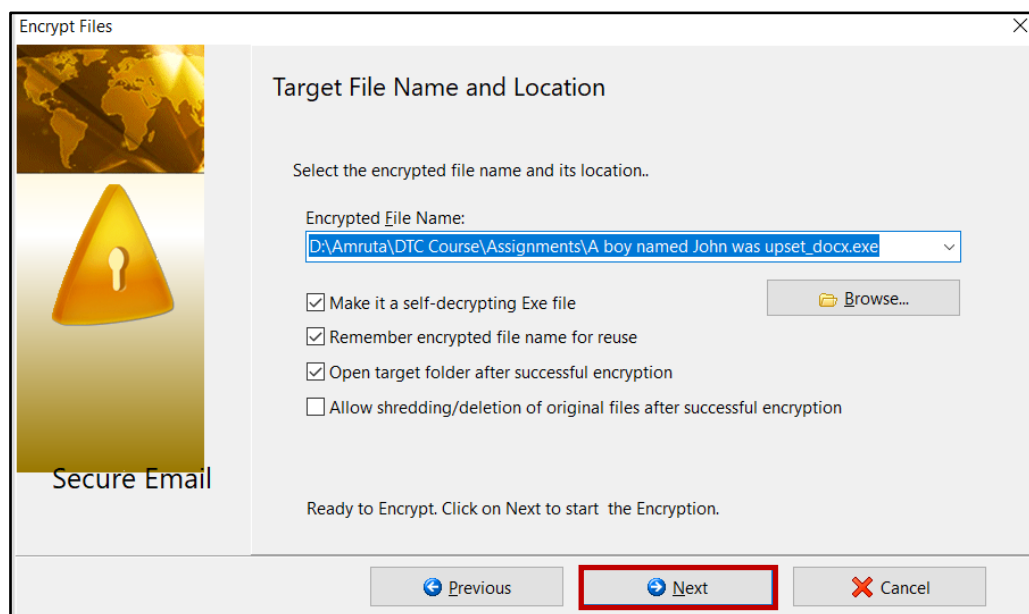 Encrypt Files
Target File Name and Location
Select the encrypted file name and its location..
Encrypted File Name:
D:\Amruta\DTC Course\Assignments\A boy named John was upset_docx.exe
Make it a self-decrypting Exe file
Browse...
Remember encrypted file name for reuse
Open target folder after successful encryption
Allow shredding/deletion of original files after successful encryption
Secure Email
Ready to Encrypt. Click on Next to start the Encryption.
Previous
Next
Cancel